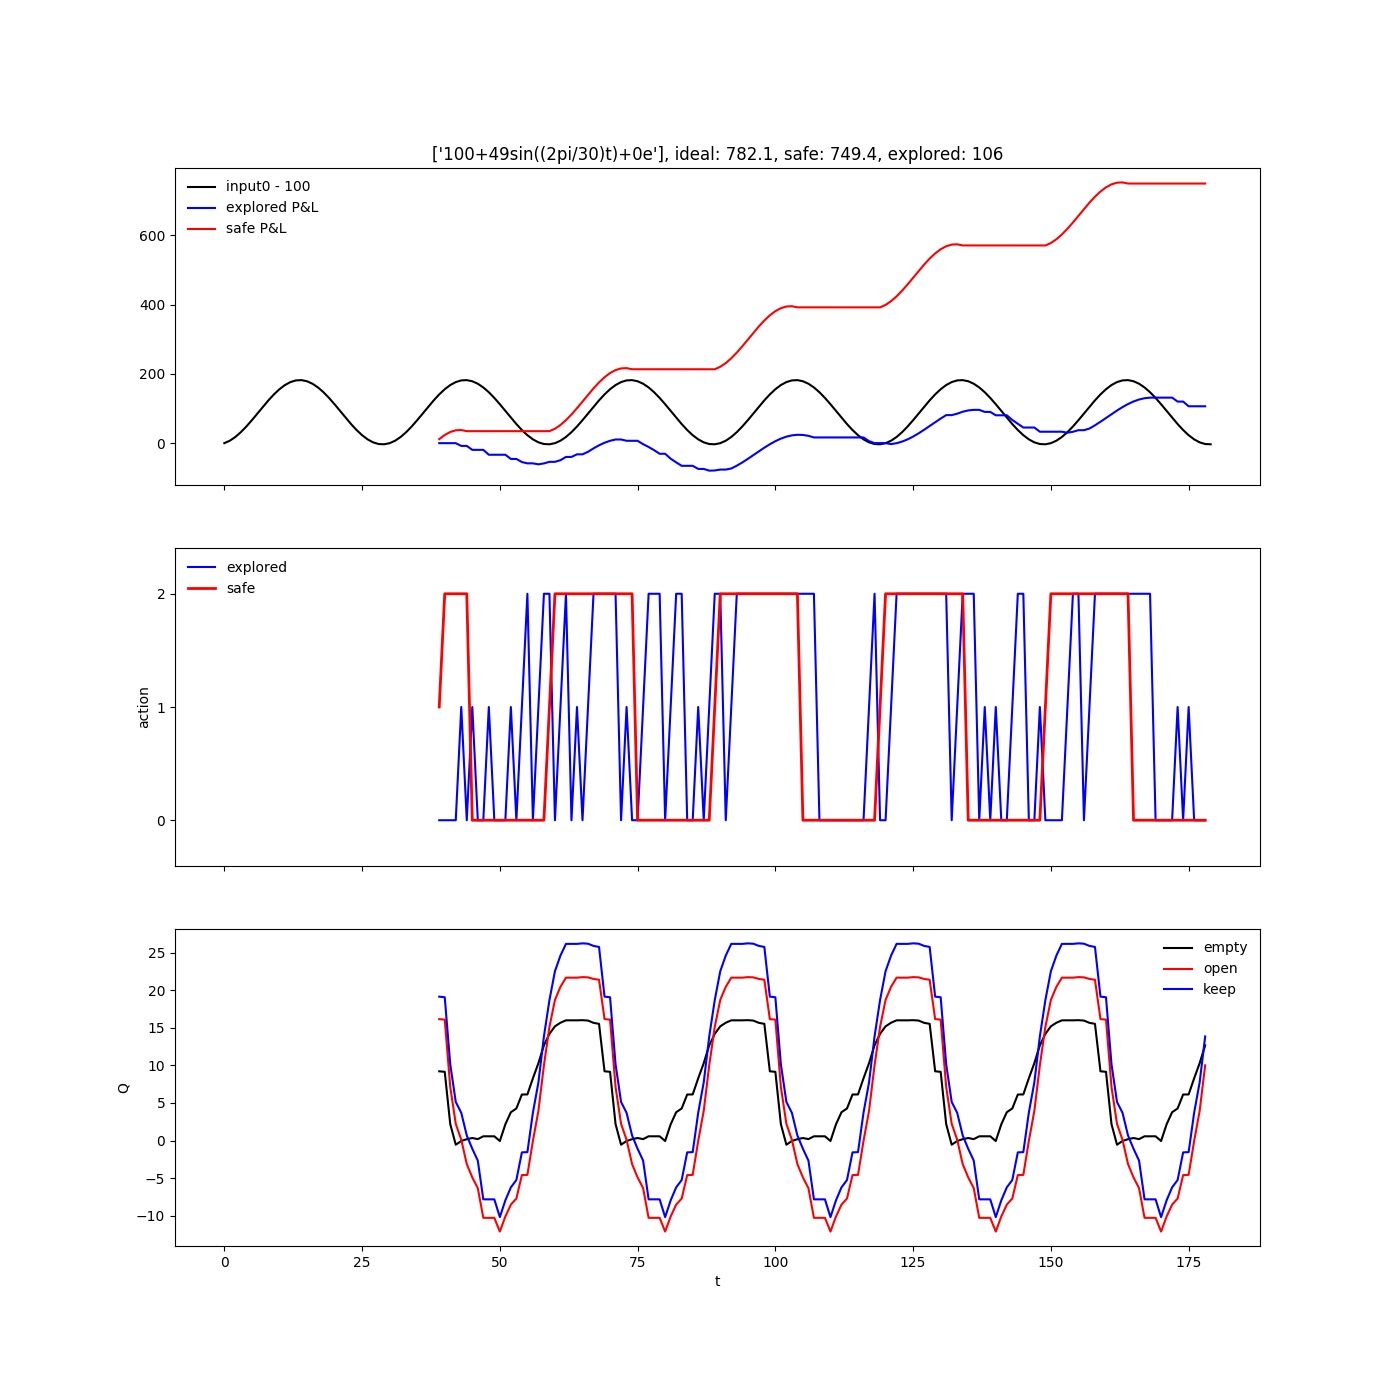 ['100+49sin((2pi/30)t)+0e'], ideal: 782.1, safe: 749.4, explored: 106
input0 - 100
explored P&L
safe P&L
600
400
200
0
explored
safe
2
1
0
action
empty
open
keep
25
20
15
10
5
0
−5
−10
Q
0 25 50 75 100 125 150 175
t